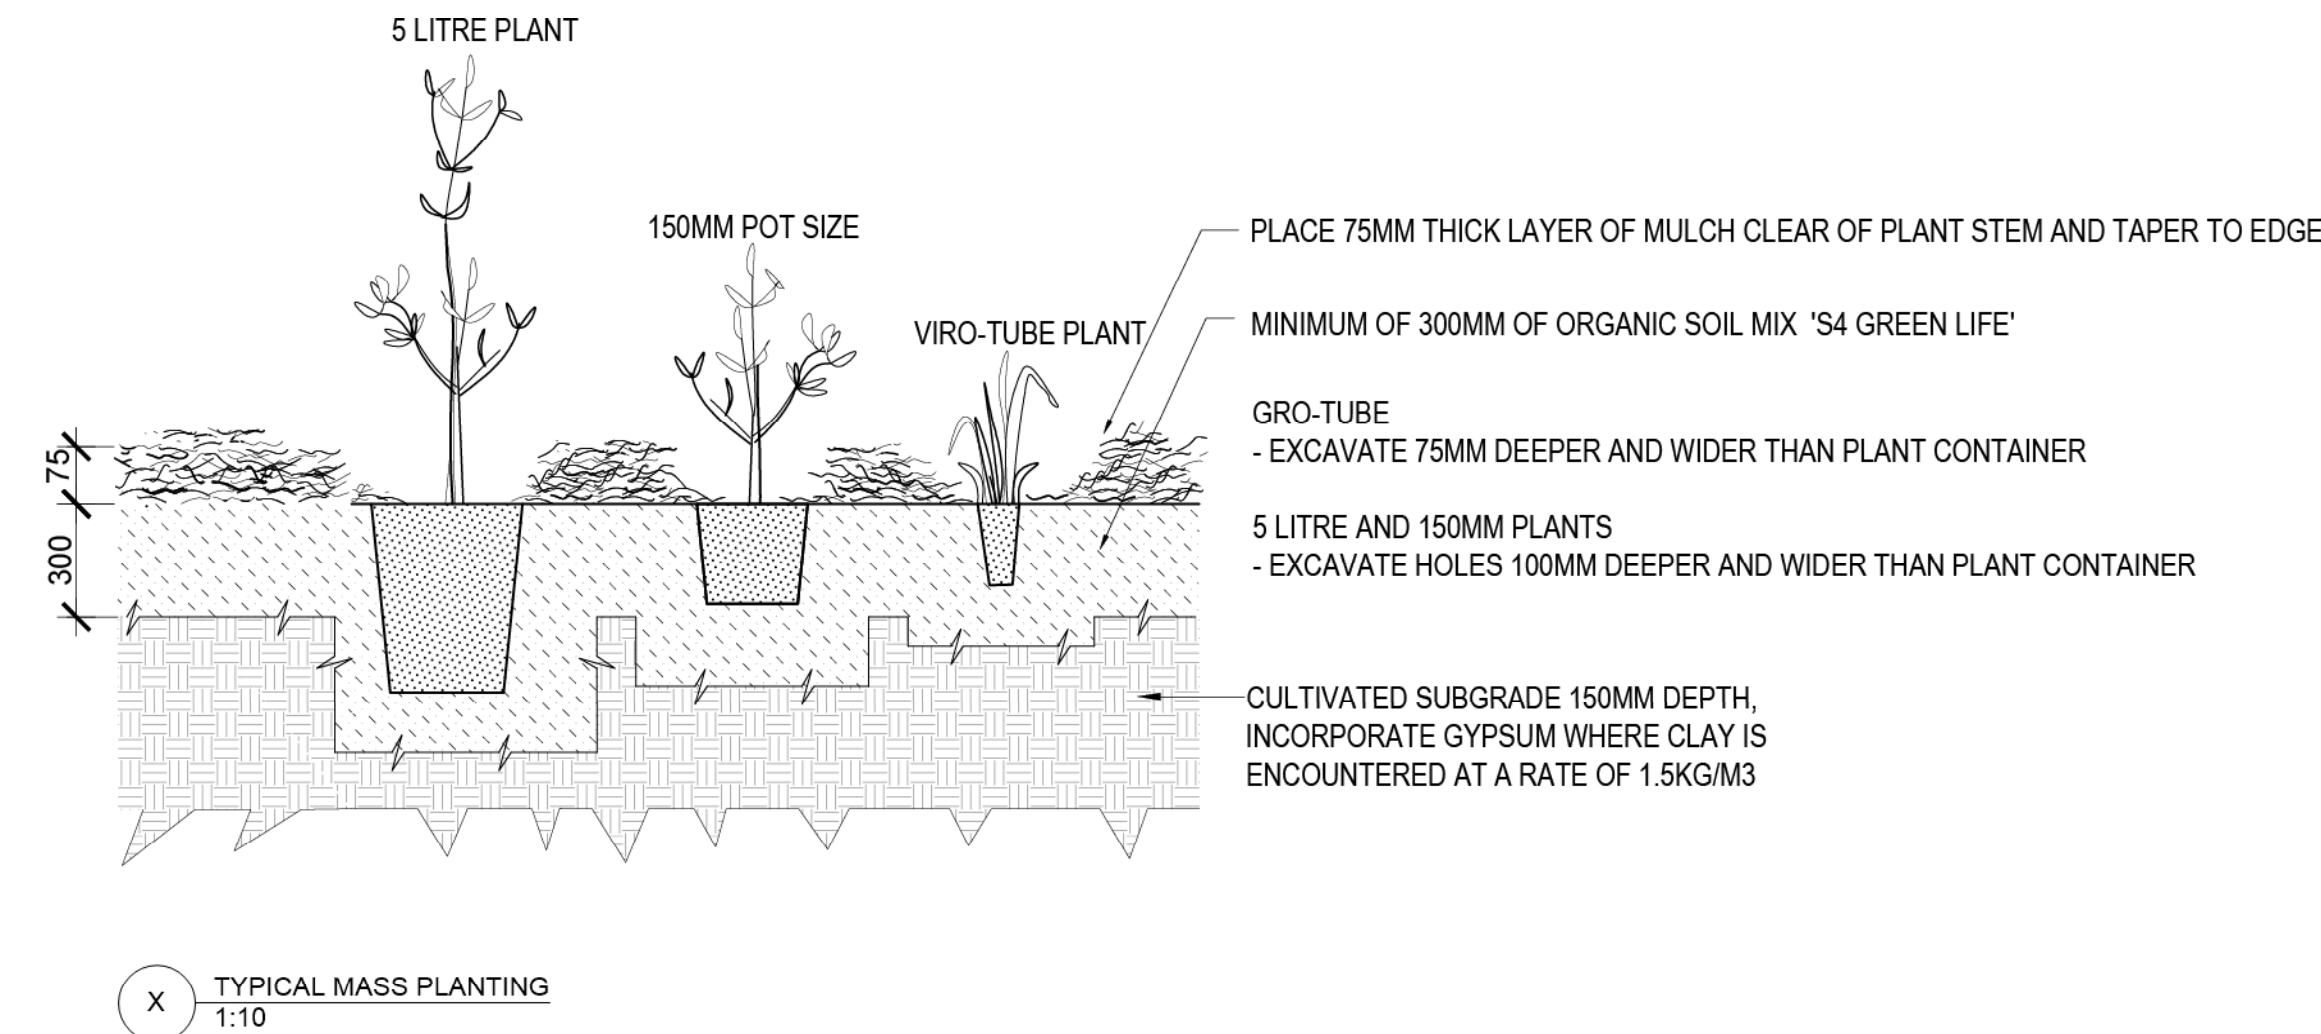 5 LITRE PLANT
150MM POT SIZE
VIRO-TUBE PLANT
PLACE 75MM THICK LAYER OF MULCH CLEAR OF PLANT STEM AND TAPER TO EDGE
MINIMUM OF 300MM OF ORGANIC SOIL MIX 'S4 GREEN LIFE'
GRO-TUBE
- EXCAVATE 75MM DEEPER AND WIDER THAN PLANT CONTAINER
5 LITRE AND 150MM PLANTS
- EXCAVATE HOLES 100MM DEEPER AND WIDER THAN PLANT CONTAINER
75
300
CULTIVATED SUBGRADE 150MM DEPTH,
INCORPORATE GYPSUM WHERE CLAY IS
ENCOUNTERED AT A RATE OF 1.5KG/M3
X
TYPICAL MASS PLANTING
1:10